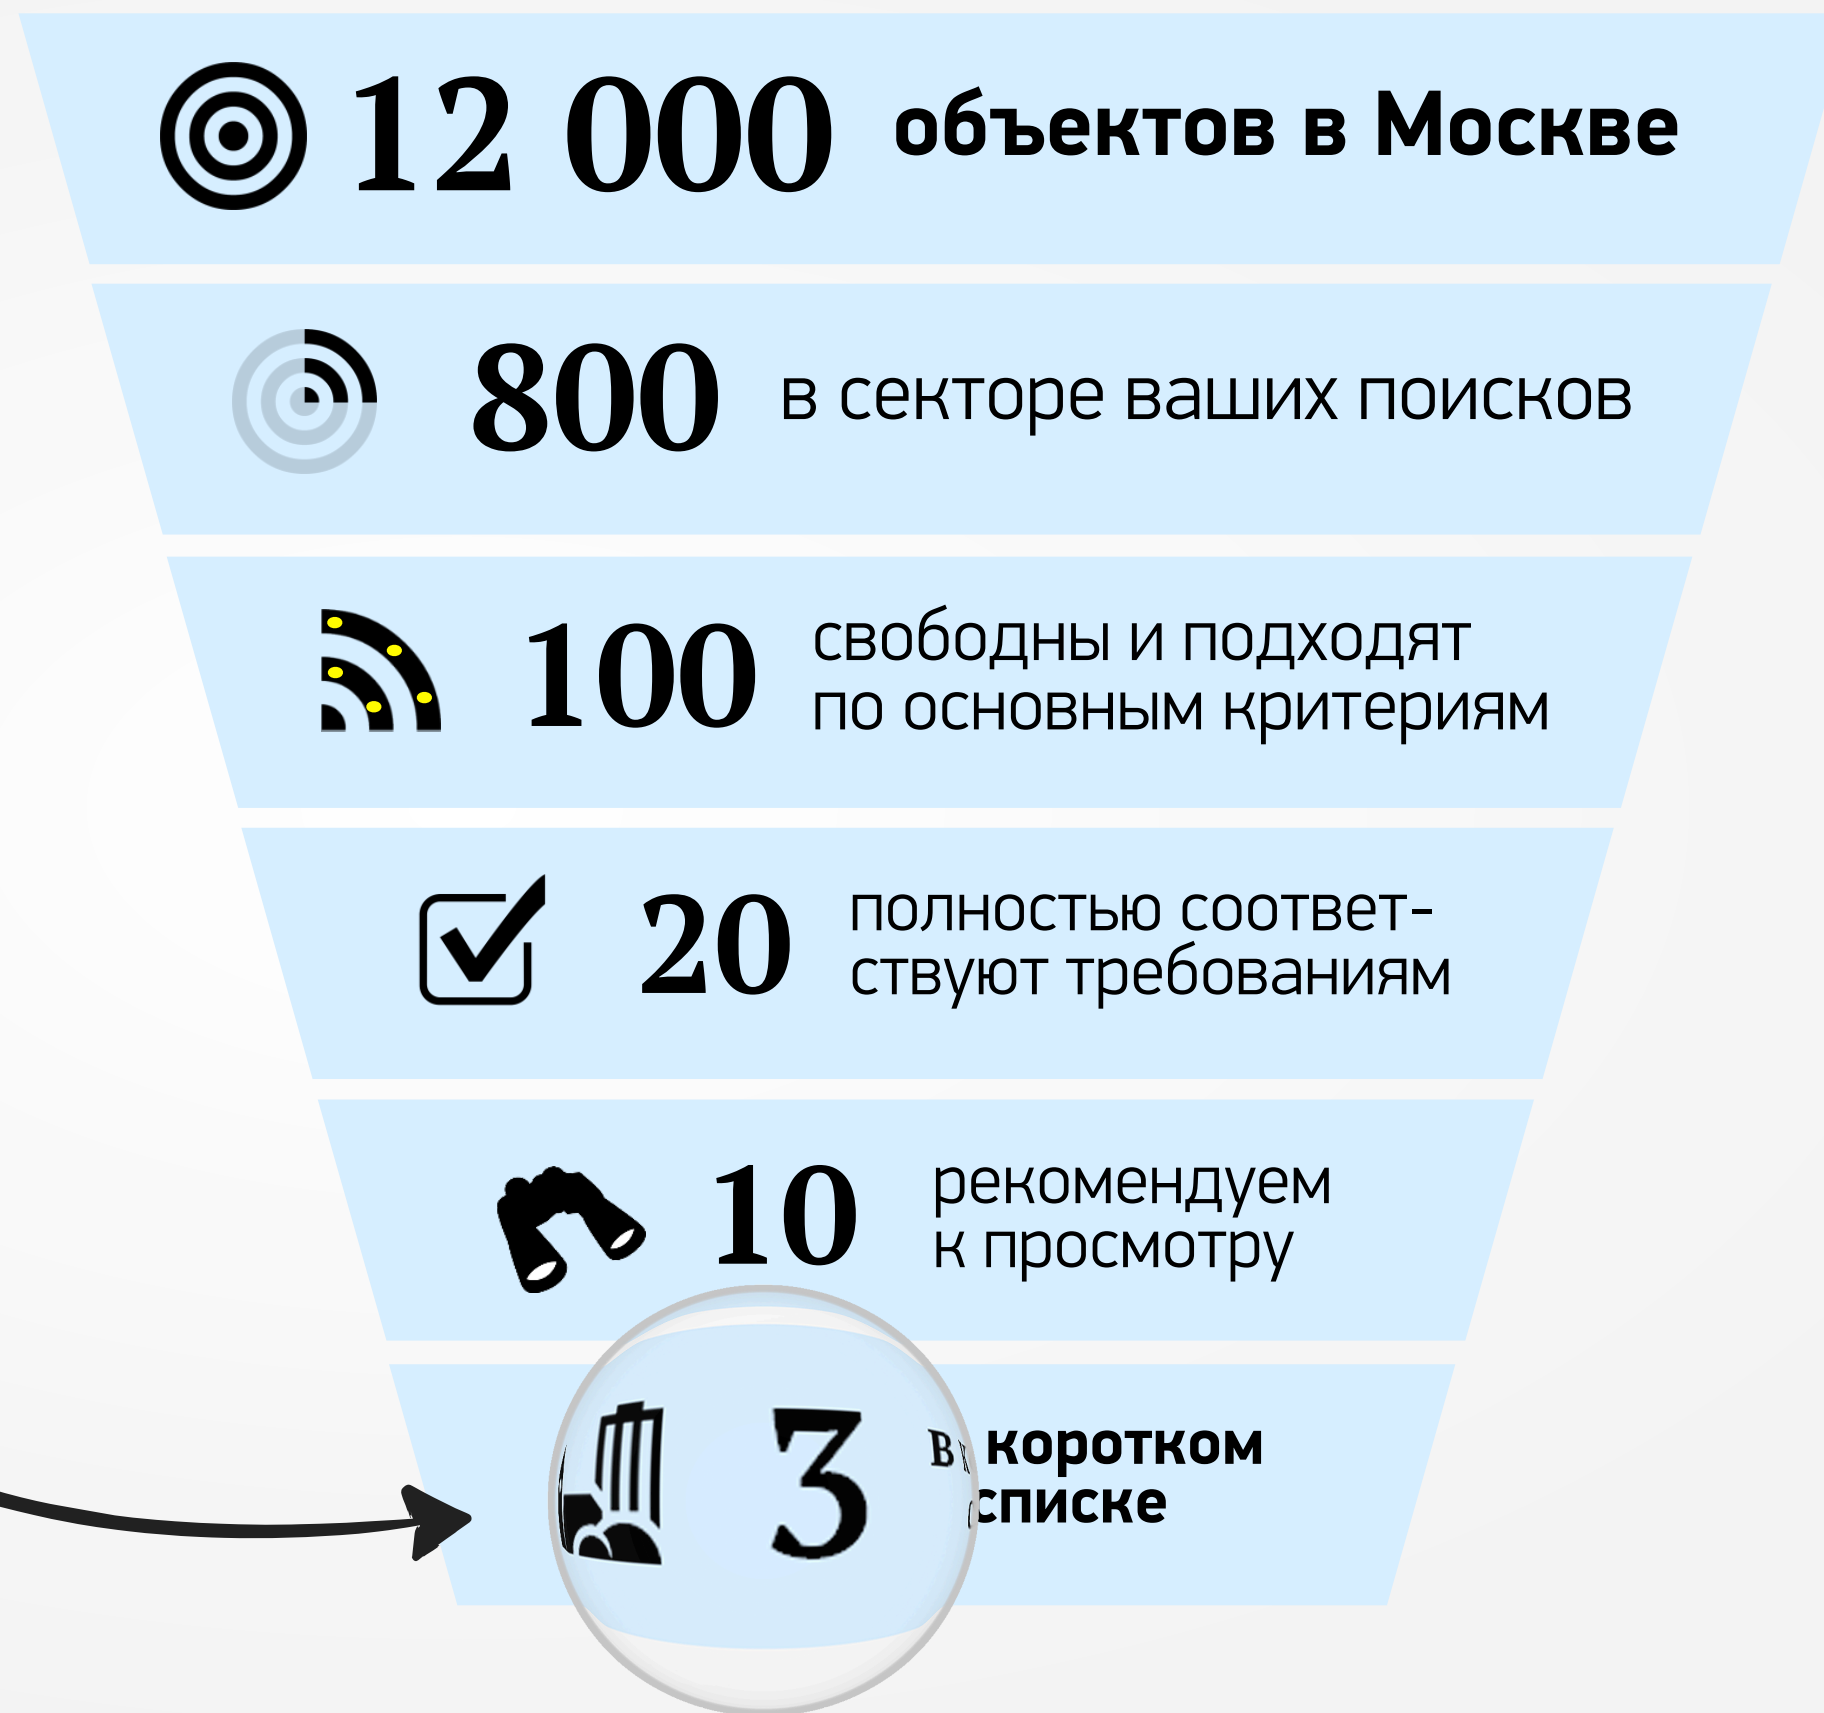 12 000 объектов в Москве
800 в секторе ваших поисков
100 свободны и подходят
по основным критериям
20 полностью соответ-
ствуют требованиям
10 рекомендуем
к просмотру
3 в коротком
списке